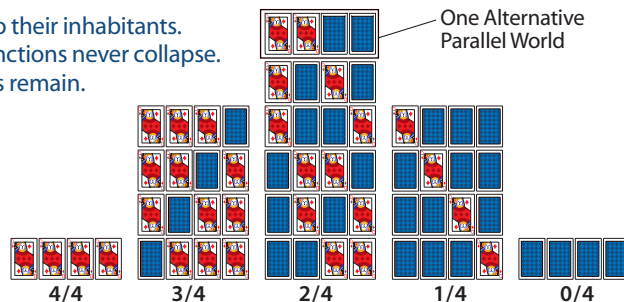 o their inhabitants.
nctions never collapse.
s remain.
One Alternative
Parallel World
4/4 3/4 2/4 1/4 0/4